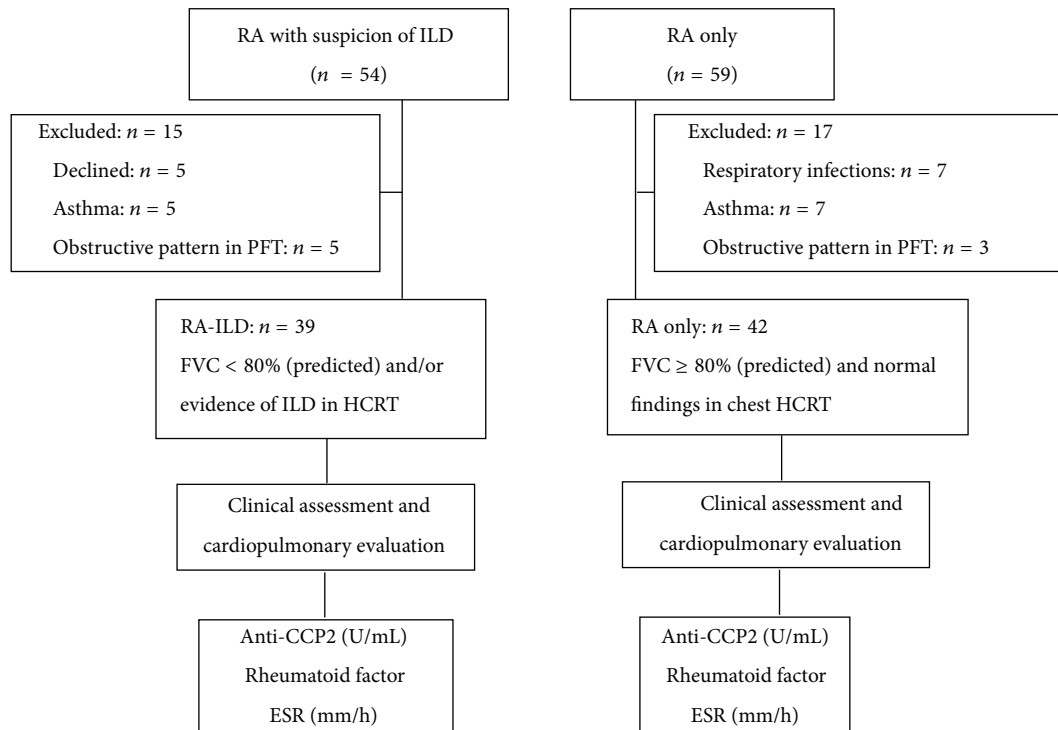 RA with suspicion of ILD
(n = 54)
RA only
(n = 59)
Excluded: n = 15
Declined: n = 5
Asthma: n = 5
Obstructive pattern in PFT: n = 5
Excluded: n = 17
Respiratory infections: n = 7
Asthma: n = 7
Obstructive pattern in PFT: n = 3
RA-ILD: n = 39
FVC < 80% (predicted) and/or
evidence of ILD in HCRT
RA only: n = 42
FVC ≥ 80% (predicted) and normal
findings in chest HCRT
Clinical assessment and
cardiopulmonary evaluation
Clinical assessment and
cardiopulmonary evaluation
Anti-CCP2 (U/mL)
Rheumatoid factor
ESR (mm/h)
Anti-CCP2 (U/mL)
Rheumatoid factor
ESR (mm/h)